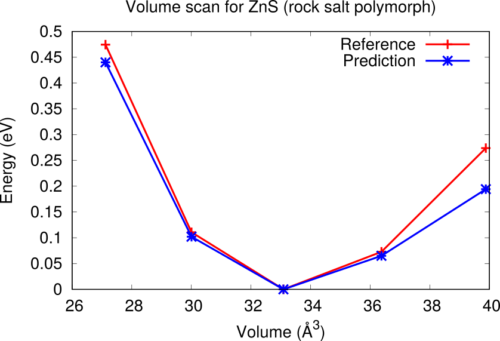 Volume scan for ZnS (rock salt polymorph)
Reference
Prediction
Energy (eV)
0.5
0.45
0.4
0.35
0.3
0.25
0.2
0.15
0.1
0.05
0
26 28 30 32 34 36 38 40
Volume (Å³)